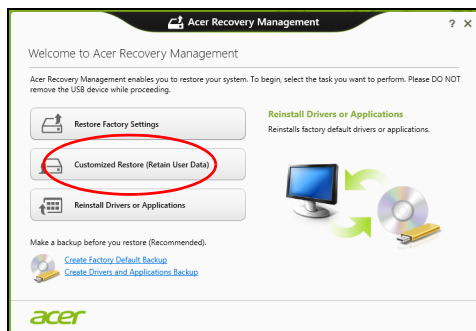 Acer Recovery Management
? ×
Welcome to Acer Recovery Management
Acer Recovery Management enables you to restore your system. To begin, select the task you want to perform. Please DO NOT
remove the USB device while proceeding.
Restore Factory Settings
Customized Restore (Retain User Data)
Reinstall Drivers or Applications
Reinstall Drivers or Applications
Reinstalls factory default drivers or applications.
Make a backup before you restore (Recommended).
Create Factory Default Backup
Create Drivers and Applications Backup
acer